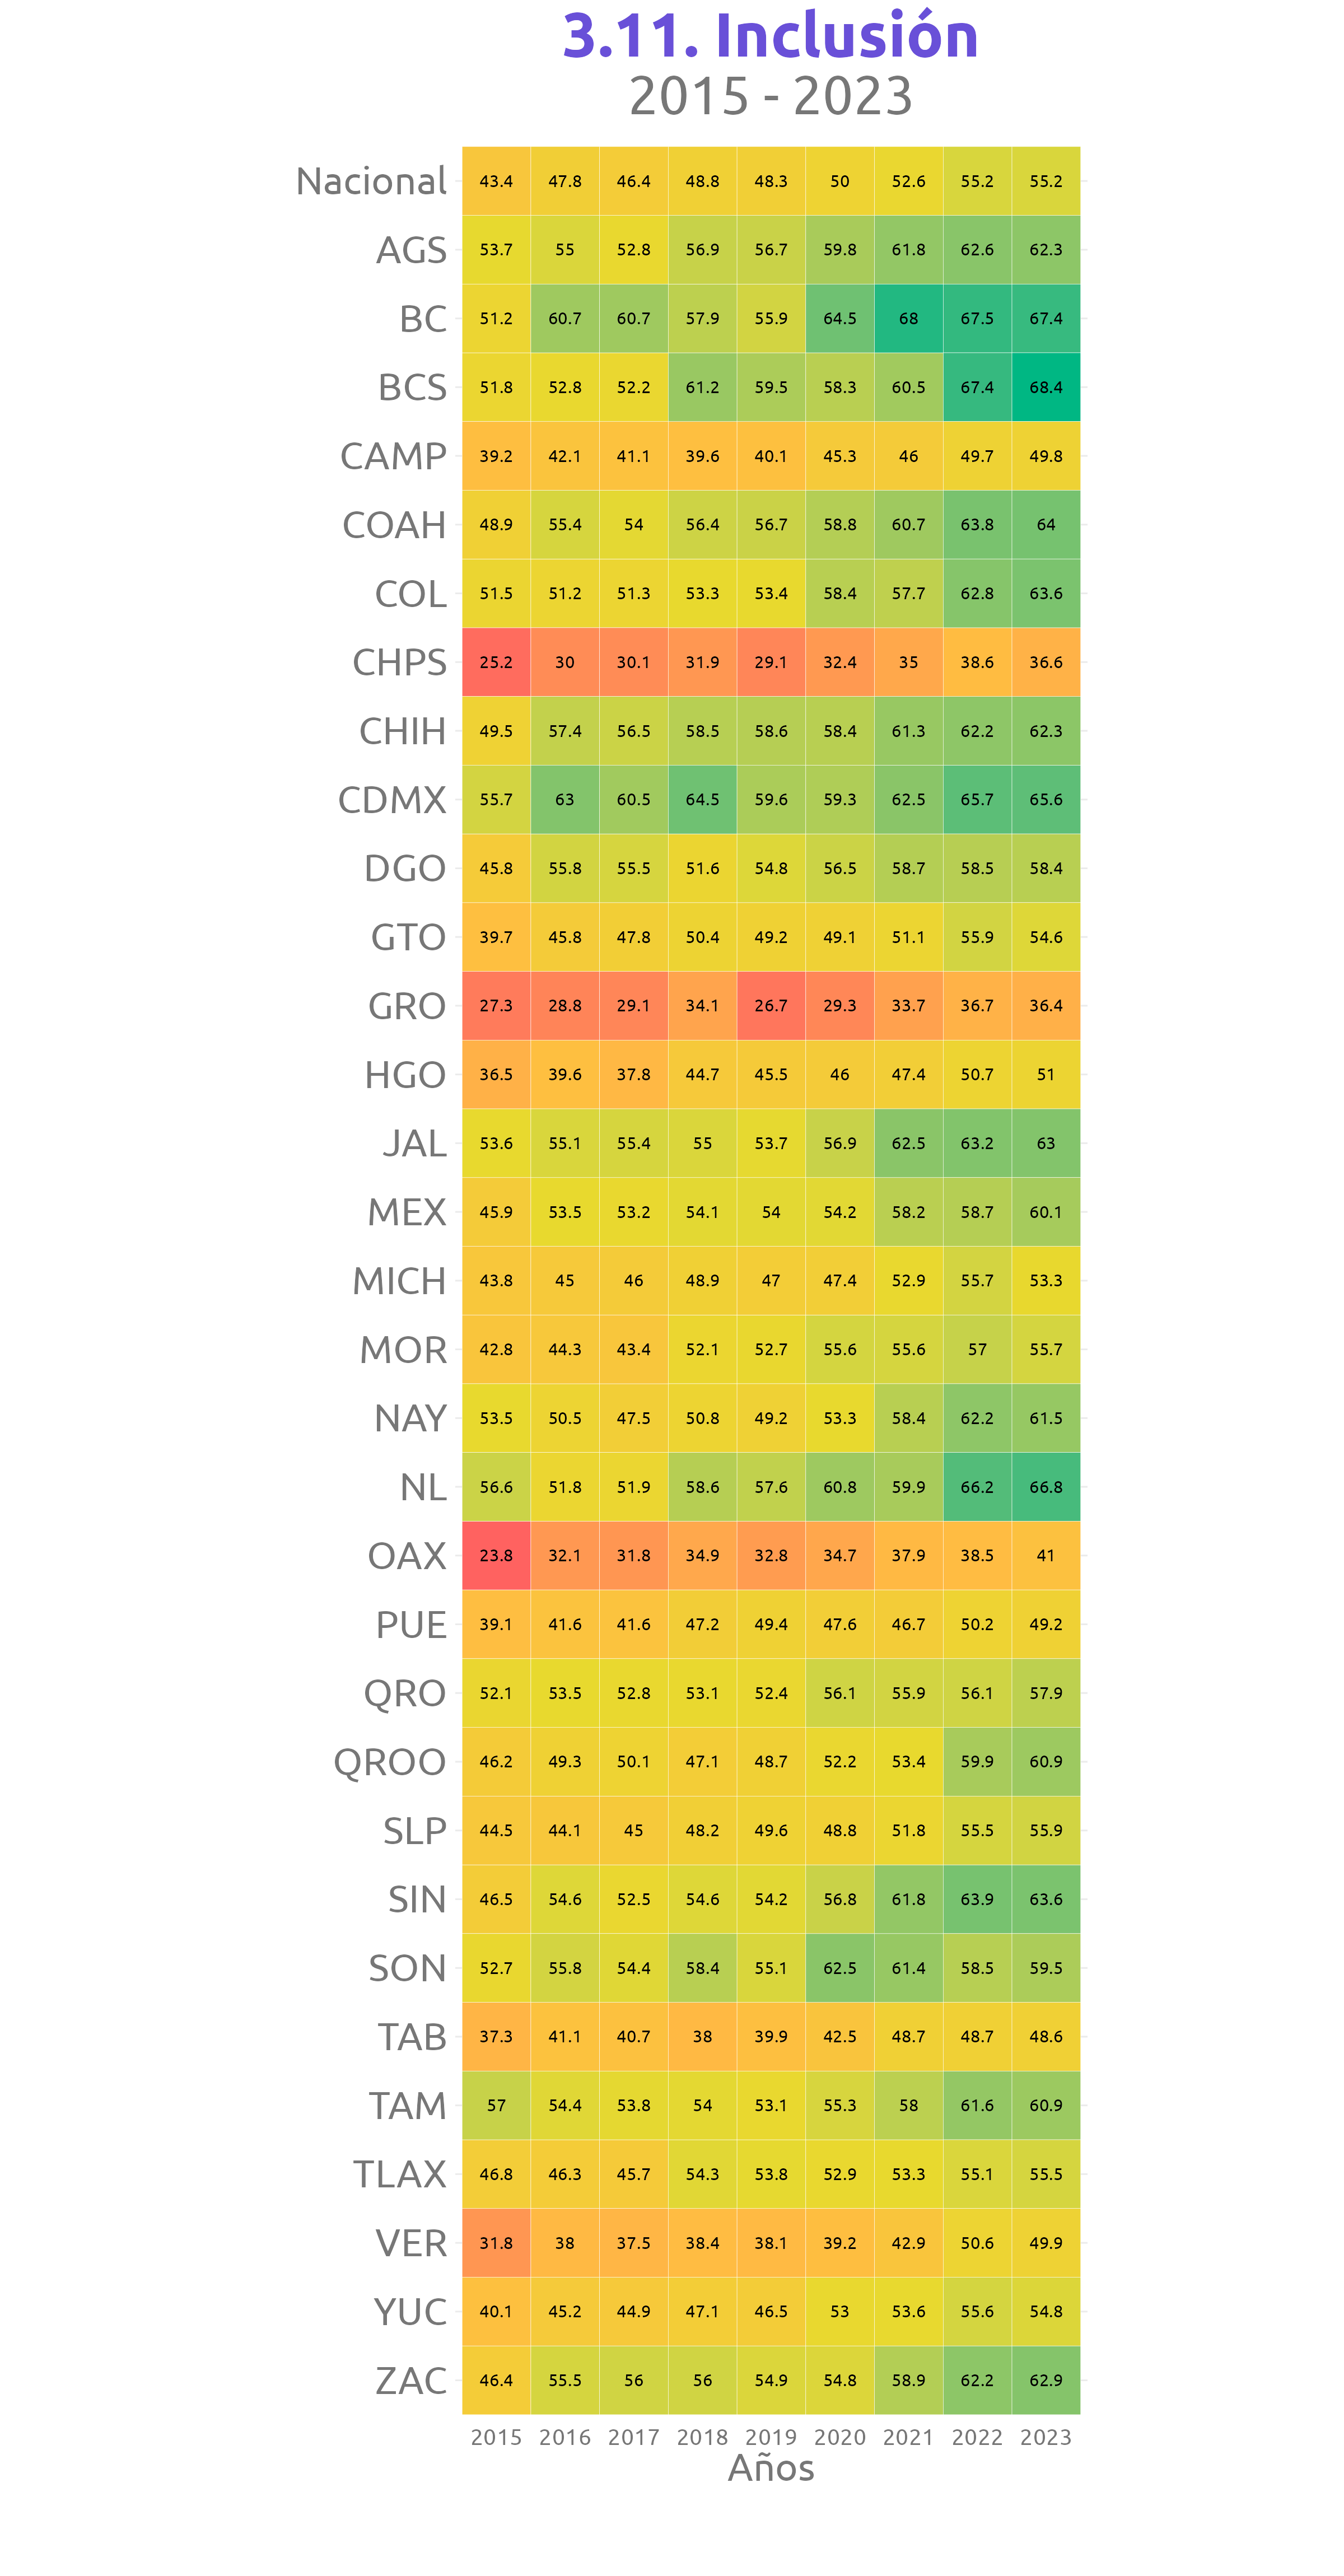 3.11. Inclusión
2015 - 2023
Nacional 43.4 47.8 46.4 48.8 48.3 50 52.6 55.2 55.2
AGS 53.7 55 52.8 56.9 56.7 59.8 61.8 62.6 62.3
BC 51.2 60.7 60.7 57.9 55.9 64.5 68 67.5 67.4
BCS 51.8 52.8 52.2 61.2 59.5 58.3 60.5 67.4 68.4
CAMP 39.2 42.1 41.1 39.6 40.1 45.3 46 49.7 49.8
COAH 48.9 55.4 54 56.4 56.7 58.8 60.7 63.8 64
COL 51.5 51.2 51.3 53.3 53.4 58.4 57.7 62.8 63.6
CHPS 25.2 30 30.1 31.9 29.1 32.4 35 38.6 36.6
CHIH 49.5 57.4 56.5 58.5 58.6 58.4 61.3 62.2 62.3
CDMX 55.7 63 60.5 64.5 59.6 59.3 62.5 65.7 65.6
DGO 45.8 55.8 55.5 51.6 54.8 56.5 58.7 58.5 58.4
GTO 39.7 45.8 47.8 50.4 49.2 49.1 51.1 55.9 54.6
GRO 27.3 28.8 29.1 34.1 26.7 29.3 33.7 36.7 36.4
HGO 36.5 39.6 37.8 44.7 45.5 46 47.4 50.7 51
JAL 53.6 55.1 55.4 55 53.7 56.9 62.5 63.2 63
MEX 45.9 53.5 53.2 54.1 54 54.2 58.2 58.7 60.1
MICH 43.8 45 46 48.9 47 47.4 52.9 55.7 53.3
MOR 42.8 44.3 43.4 52.1 52.7 55.6 55.6 57 55.7
NAY 53.5 50.5 47.5 50.8 49.2 53.3 58.4 62.2 61.5
NL 56.6 51.8 51.9 58.6 57.6 60.8 59.9 66.2 66.8
OAX 23.8 32.1 31.8 34.9 32.8 34.7 37.9 38.5 41
PUE 39.1 41.6 41.6 47.2 49.4 47.6 46.7 50.2 49.2
QRO 52.1 53.5 52.8 53.1 52.4 56.1 55.9 56.1 57.9
QROO 46.2 49.3 50.1 47.1 48.7 52.2 53.4 59.9 60.9
SLP 44.5 44.1 45 48.2 49.6 48.8 51.8 55.5 55.9
SIN 46.5 54.6 52.5 54.6 54.2 56.8 61.8 63.9 63.6
SON 52.7 55.8 54.4 58.4 55.1 62.5 61.4 58.5 59.5
TAB 37.3 41.1 40.7 38 39.9 42.5 48.7 48.7 48.6
TAM 57 54.4 53.8 54 53.1 55.3 58 61.6 60.9
TLAX 46.8 46.3 45.7 54.3 53.8 52.9 53.3 55.1 55.5
VER 31.8 38 37.5 38.4 38.1 39.2 42.9 50.6 49.9
YUC 40.1 45.2 44.9 47.1 46.5 53 53.6 55.6 54.8
ZAC 46.4 55.5 56 56 54.9 54.8 58.9 62.2 62.9
2015 2016 2017 2018 2019 2020 2021 2022 2023
Años